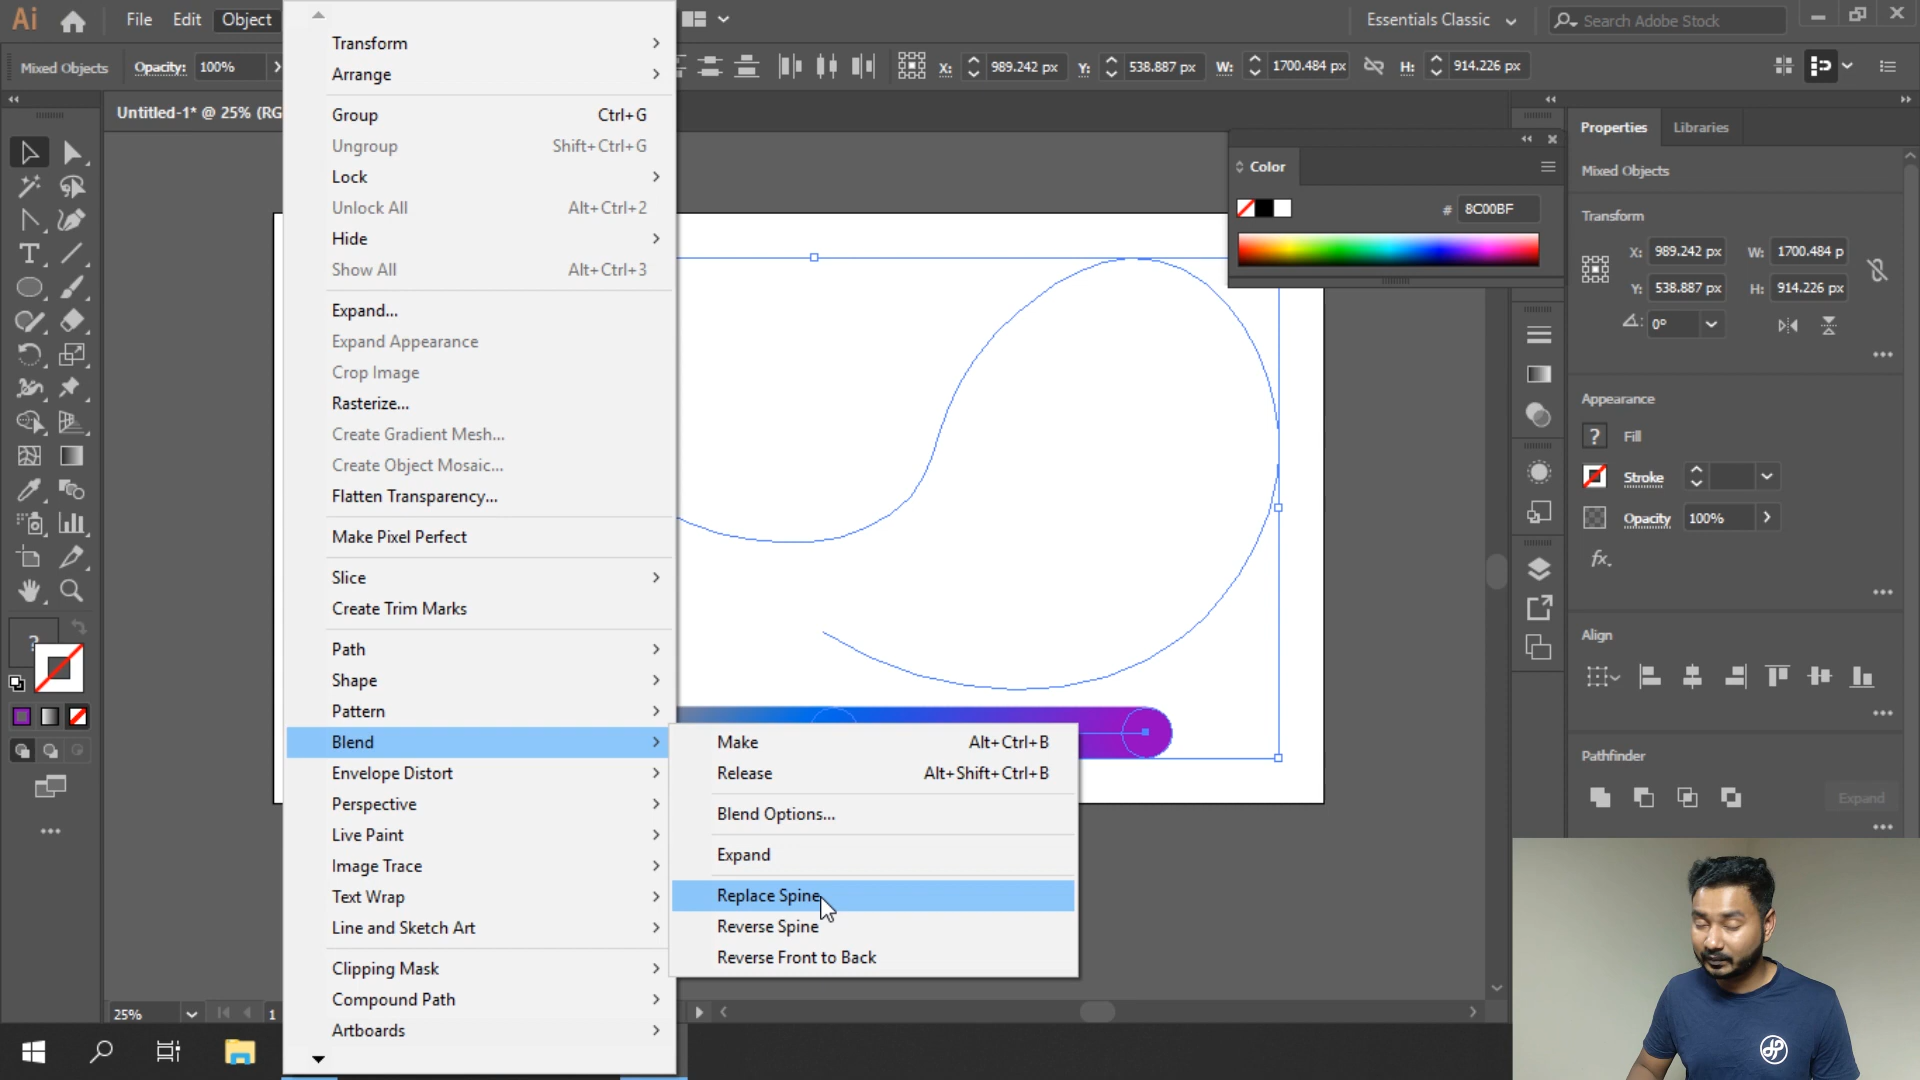 Ai
File Edit Object
Essentials Classic
Search Adobe Stock
Mixed Objects
Opacity: 100%
X: 989.242 px
Y: 538.887 px
W: 1700.484 px
H: 914.226 px
Untitled-1* @ 25% (RG
Transform
Arrange
Group Ctrl+G
Ungroup Shift+Ctrl+G
Lock
Unlock All Alt+Ctrl+2
Hide
Show All Alt+Ctrl+3
Expand...
Expand Appearance
Crop Image
Rasterize...
Create Gradient Mesh...
Create Object Mosaic...
Flatten Transparency...
Make Pixel Perfect
Slice
Create Trim Marks
Path
Shape
Pattern
Blend
Envelope Distort
Perspective
Live Paint
Image Trace
Text Wrap
Line and Sketch Art
Clipping Mask
Compound Path
Artboards
Make Alt+Ctrl+B
Release Alt+Shift+Ctrl+B
Blend Options...
Expand
Replace Spine
Reverse Spine
Reverse Front to Back
Color
# 8C00BF
Properties Libraries
Mixed Objects
Transform
X: 989.242 px W: 1700.484 p
Y: 538.887 px H: 914.226 px
0°
Appearance
? Fill
Stroke
Opacity 100%
fx.
Align
Pathfinder
Expand
?
25%
1